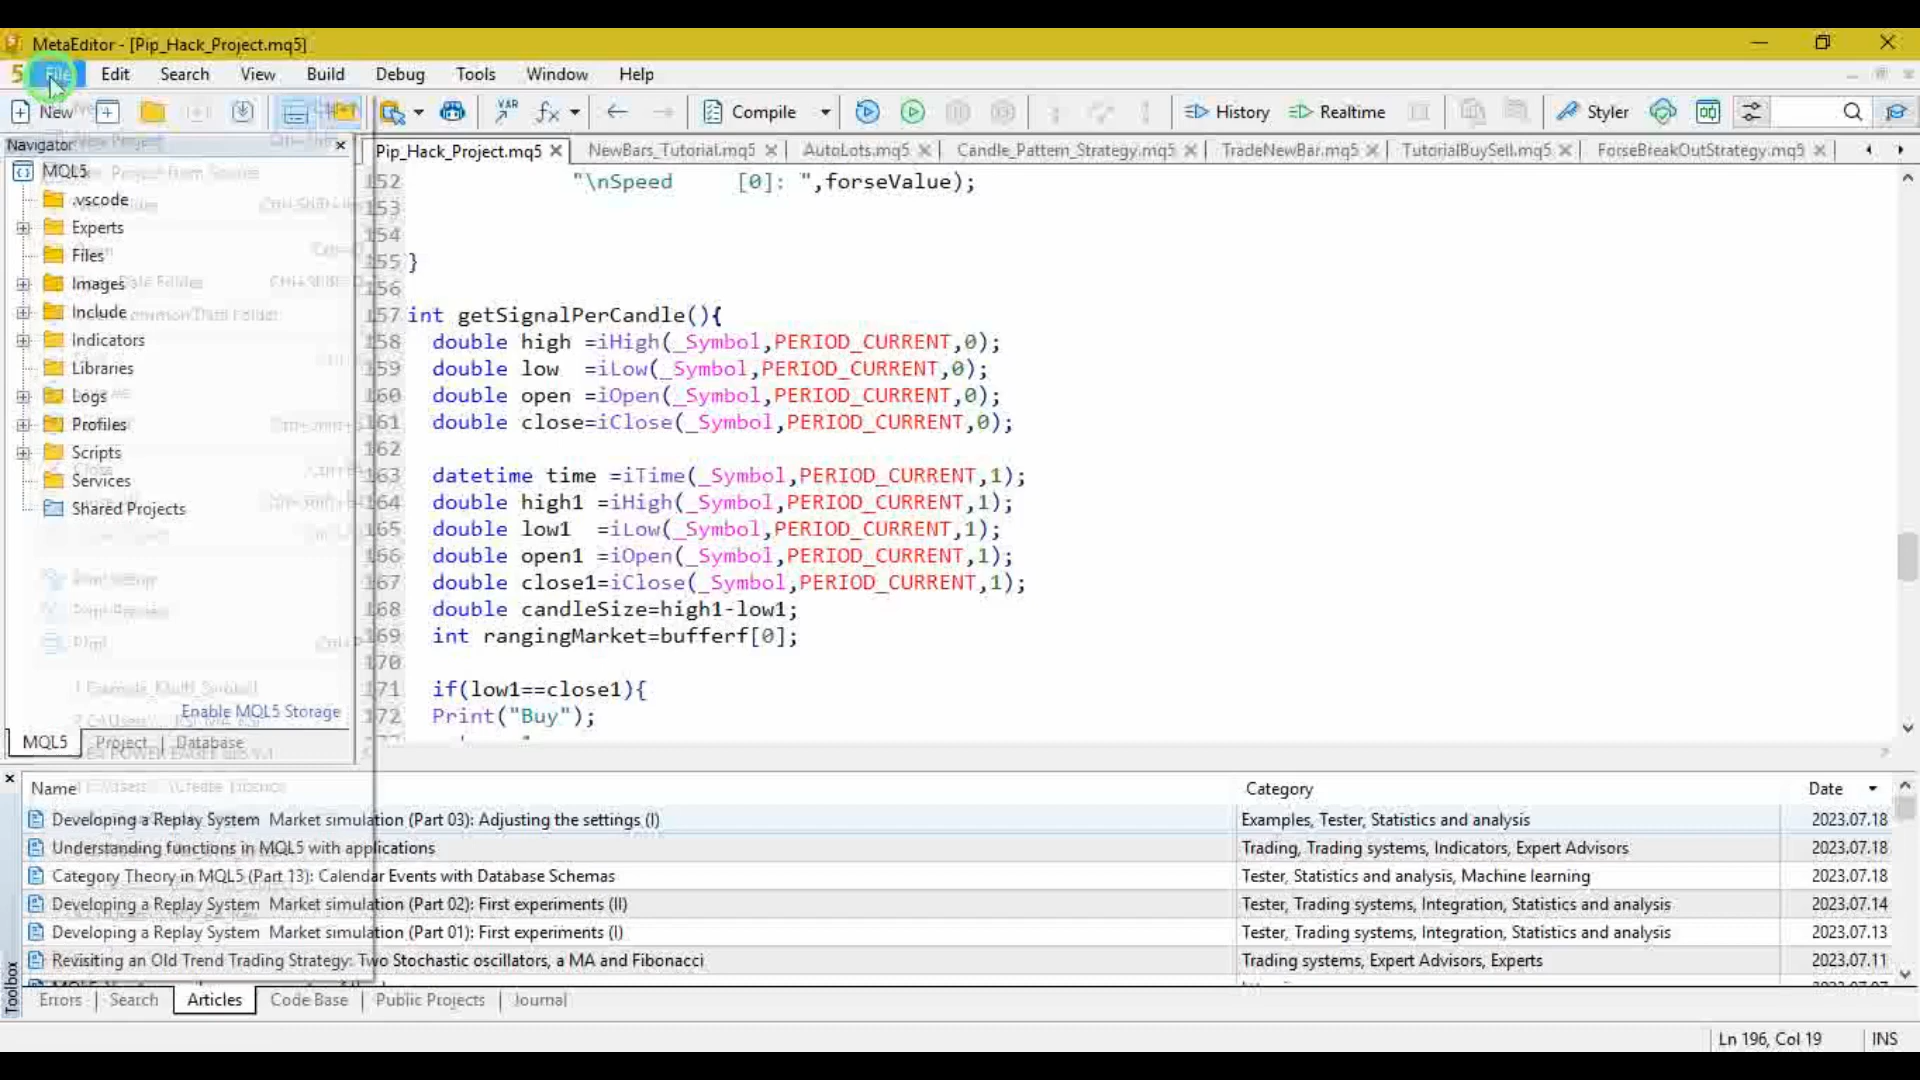 MetaEditor - [Pip_Hack_Project.mq5]
File Edit Search View Build Debug Tools Window Help
New VAR fx Compile History Realtime Styler
Navigator
Pip_Hack_Project.mq5 NewBars_Tutorial.mq5 AutoLots.mq5 Candle_Pattern_Strategy.mq5 TradeNewBar.mq5 TutorialBuySell.mq5 ForseBreakOutStrategy.mq5
MQL5
.vscode
Experts
Files
Images
Include
Indicators
Libraries
Logs
Profiles
Scripts
Services
Shared Projects
Enable MQL5 Storage
MQL5 Project Database
152 "\nSpeed [0]: ",forseValue);
153
154
155 }
156
157 int getSignalPerCandle(){
158 double high =iHigh(_Symbol,PERIOD_CURRENT,0);
159 double low =iLow(_Symbol,PERIOD_CURRENT,0);
160 double open =iOpen(_Symbol,PERIOD_CURRENT,0);
161 double close=iClose(_Symbol,PERIOD_CURRENT,0);
162
163 datetime time =iTime(_Symbol,PERIOD_CURRENT,1);
164 double high1 =iHigh(_Symbol,PERIOD_CURRENT,1);
165 double low1 =iLow(_Symbol,PERIOD_CURRENT,1);
166 double open1 =iOpen(_Symbol,PERIOD_CURRENT,1);
167 double close1=iClose(_Symbol,PERIOD_CURRENT,1);
168 double candleSize=high1-low1;
169 int rangingMarket=bufferf[0];
170
171 if(low1==close1){
172 Print("Buy");
Name Category Date
Developing a Replay System Market simulation (Part 03): Adjusting the settings (I) Examples, Tester, Statistics and analysis 2023.07.18
Understanding functions in MQL5 with applications Trading, Trading systems, Indicators, Expert Advisors 2023.07.18
Category Theory in MQL5 (Part 13): Calendar Events with Database Schemas Tester, Statistics and analysis, Machine learning 2023.07.18
Developing a Replay System Market simulation (Part 02): First experiments (II) Tester, Trading systems, Integration, Statistics and analysis 2023.07.14
Developing a Replay System Market simulation (Part 01): First experiments (I) Tester, Trading systems, Integration, Statistics and analysis 2023.07.13
Revisiting an Old Trend Trading Strategy: Two Stochastic oscillators, a MA and Fibonacci Trading systems, Expert Advisors, Experts 2023.07.11
Toolbox
Errors Search Articles Code Base Public Projects Journal
Ln 196, Col 19 INS